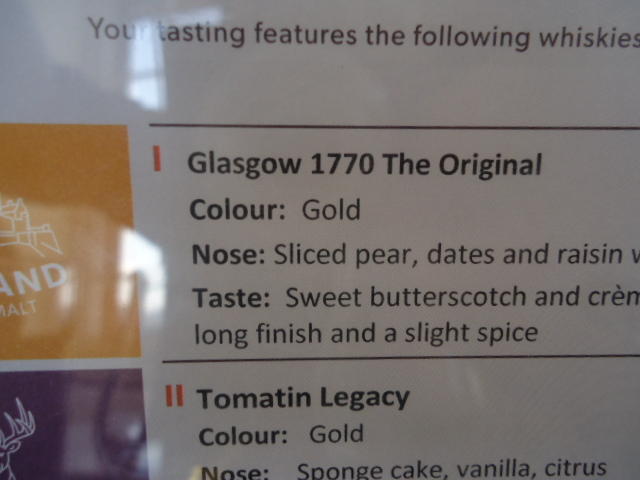 Your tasting features the following whiskies
I Glasgow 1770 The Original
Colour: Gold
Nose: Sliced pear, dates and raisin w
Taste: Sweet butterscotch and crèm
long finish and a slight spice
AND
MALT
II Tomatin Legacy
Colour: Gold
Nose: Sponge cake, vanilla, citrus